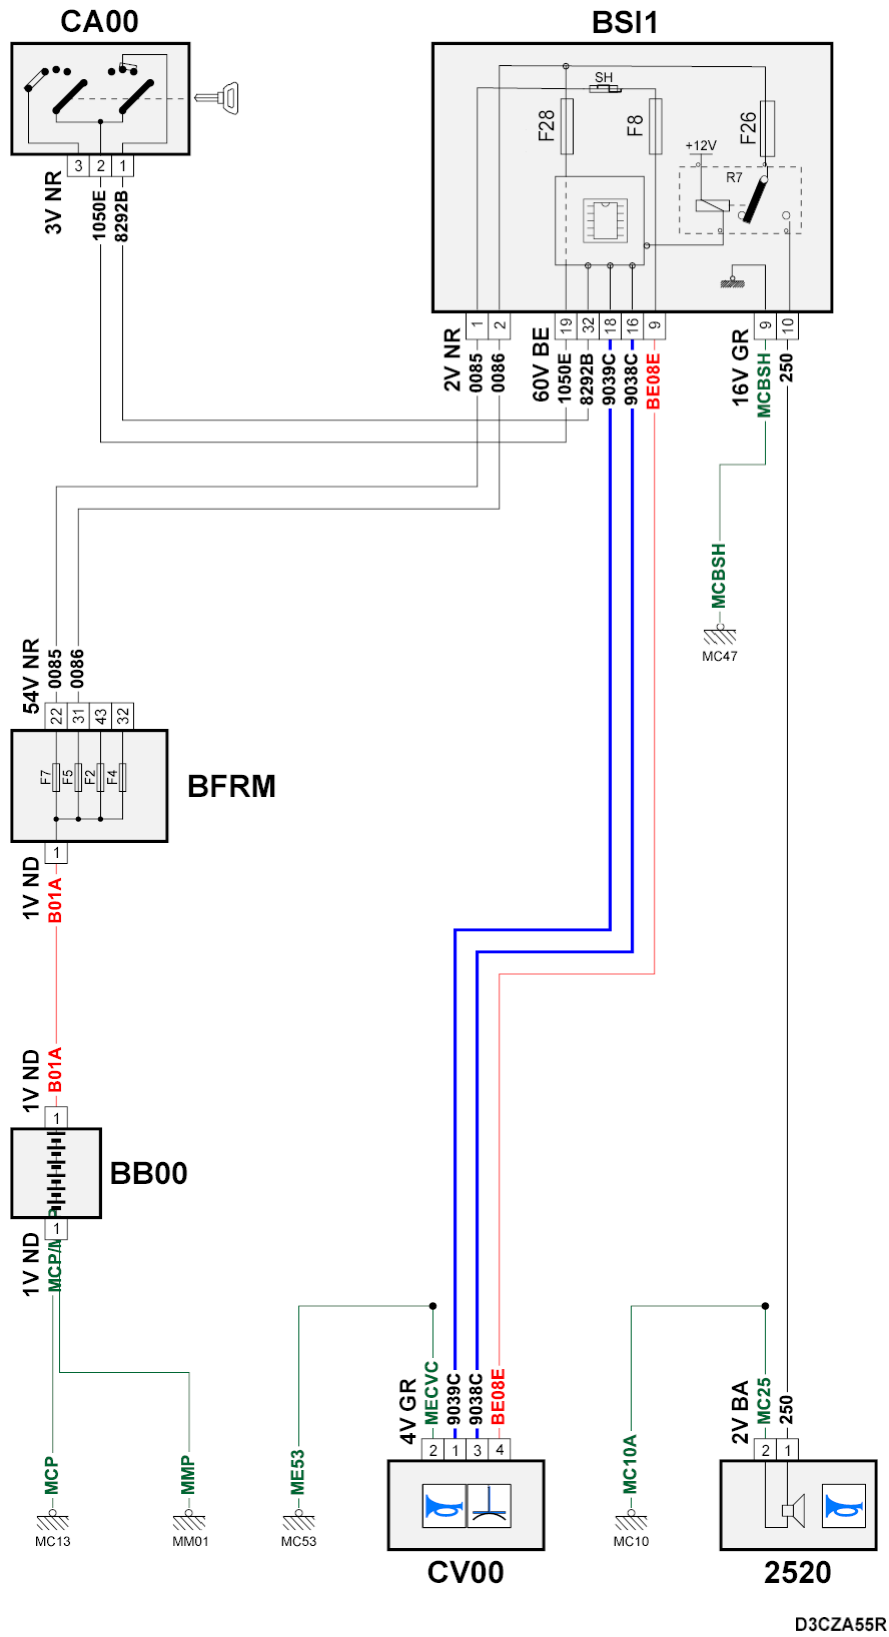 CA00
BSI1
SH
F28
F8
F26
+12V
R7
3 2 1
3V NR
1050E
8292B
1 2
2V NR
0085
0086
19 32 18 16 9
60V BE
1050E
8292B
9039C
9038C
BE08E
9 10
16V GR
MCBSH
250
MCBSH
MC47
54V NR
0085
0086
22 31 43 32
F7
F5
F2
F4
BFRM
1
1V ND
B01A
1V ND
B01A
1
BB00
1
1V ND
MCP/M P
4V GR
MECVC
9039C
9038C
BE08E
2V BA
MC25
250
2 1 3 4
2 1
MCP
MMP
ME53
MC10A
MC13
MM01
MC53
MC10
CV00
2520
D3CZA55R